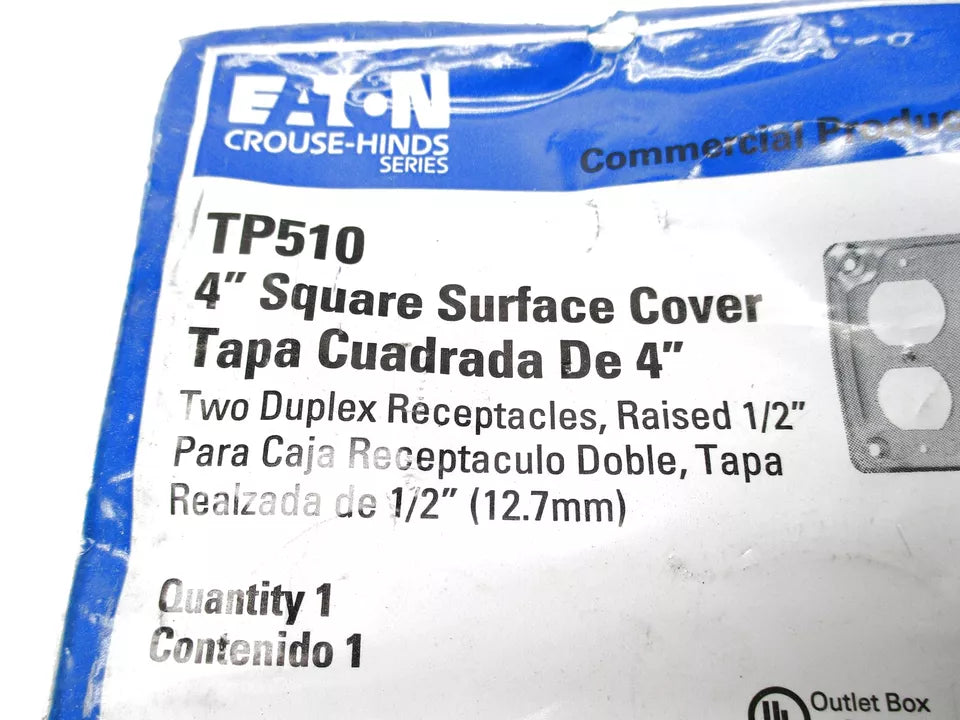 EATON
CROUSE-HINDS
SERIES
Commercial
TP510
4" Square Surface Cover
Tapa Cuadrada De 4"
Two Duplex Receptacles, Raised 1/2"
Para Caja Receptaculo Doble, Tapa
Realzada de 1/2" (12.7mm)
Quantity 1
Contenido 1
UL
Outlet Box